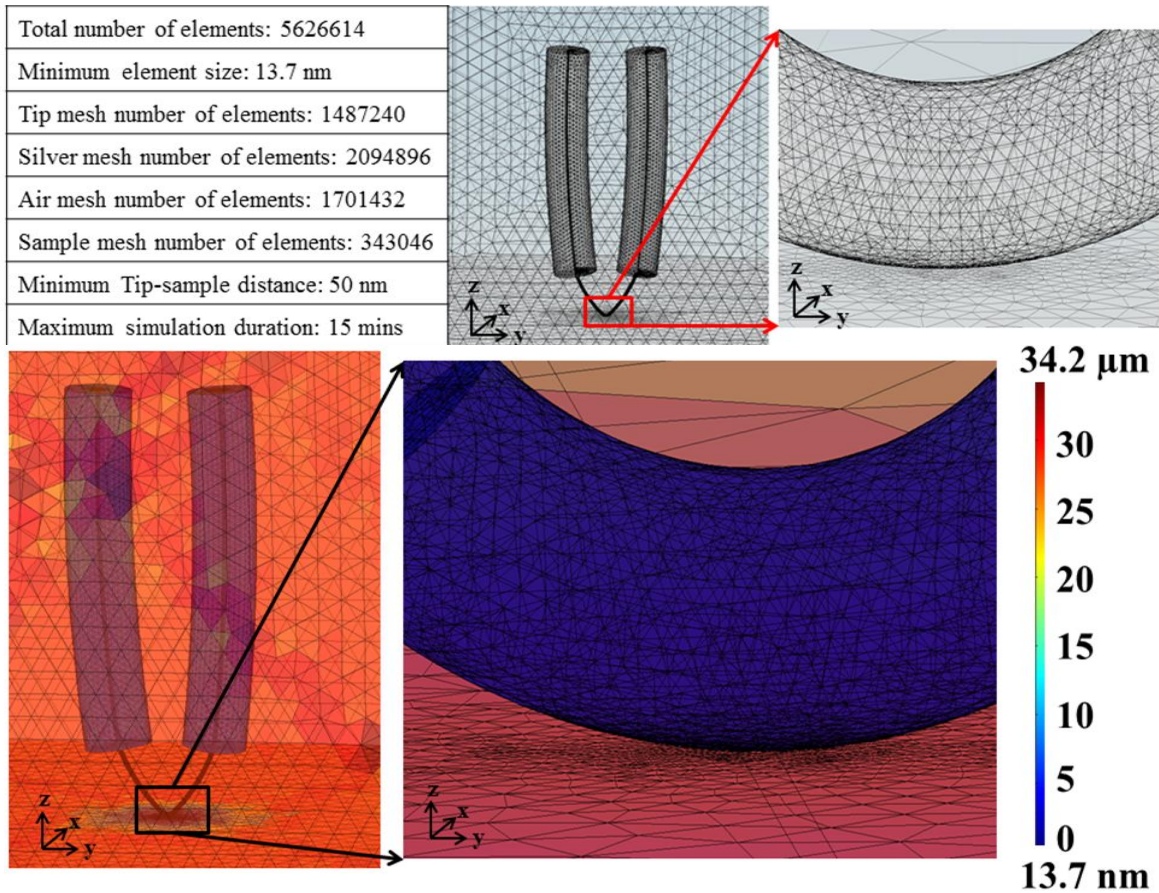 Total number of elements: 5626614
Minimum element size: 13.7 nm
Tip mesh number of elements: 1487240
Silver mesh number of elements: 2094896
Air mesh number of elements: 1701432
Sample mesh number of elements: 343046
Minimum Tip-sample distance: 50 nm
Maximum simulation duration: 15 mins
z
x
y
z
x
y
z
x
y
z
x
y
34.2 μm
30
25
20
15
10
5
0
13.7 nm